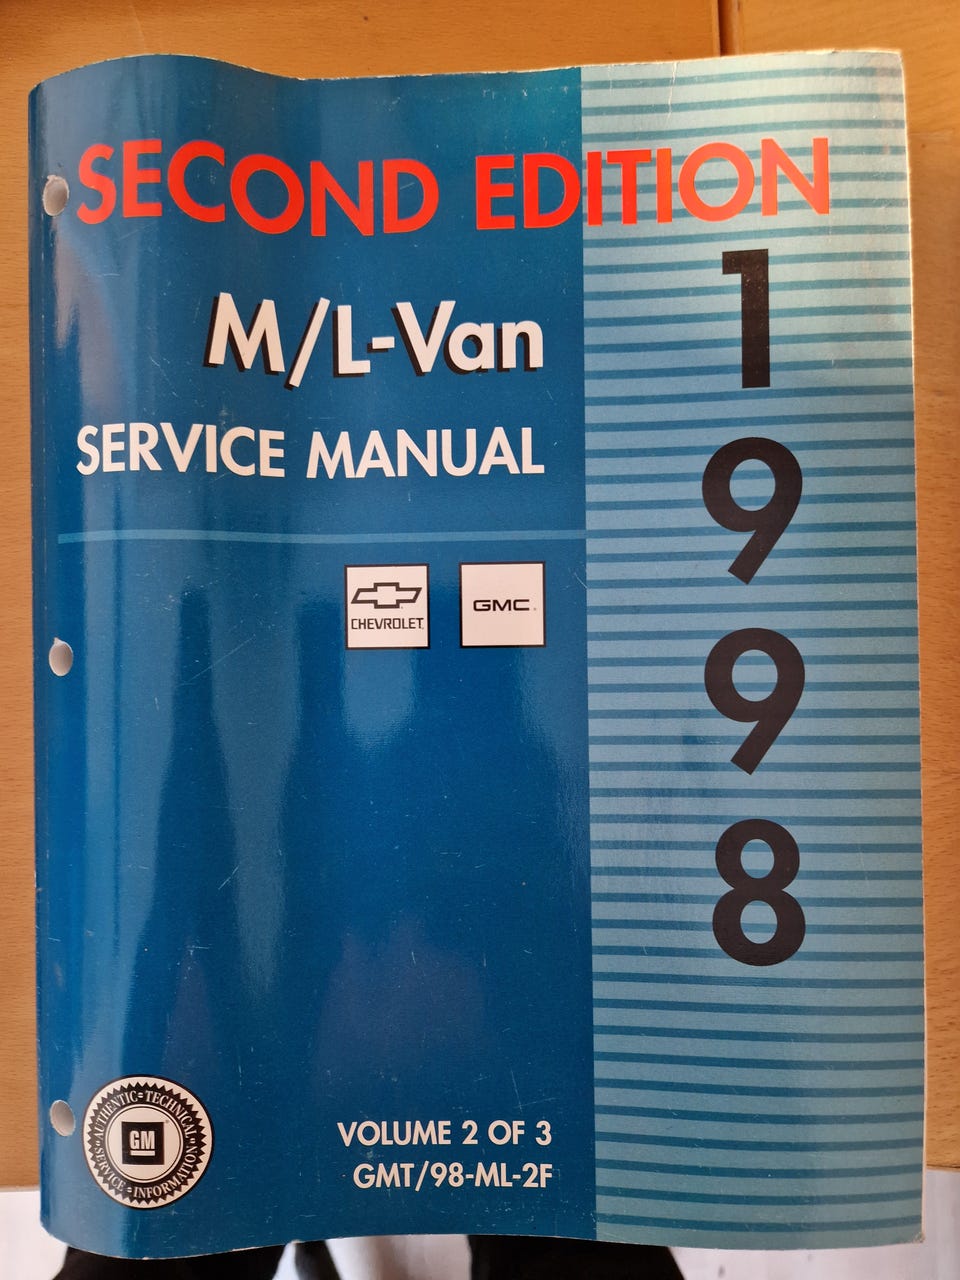 SECOND EDITION
M/L-Van
SERVICE MANUAL
CHEVROLET
GMC
1
9
9
8
AUTHENTIC • TECHNICAL
SERVICE • INFORMATION
GM
VOLUME 2 OF 3
GMT/98-ML-2F